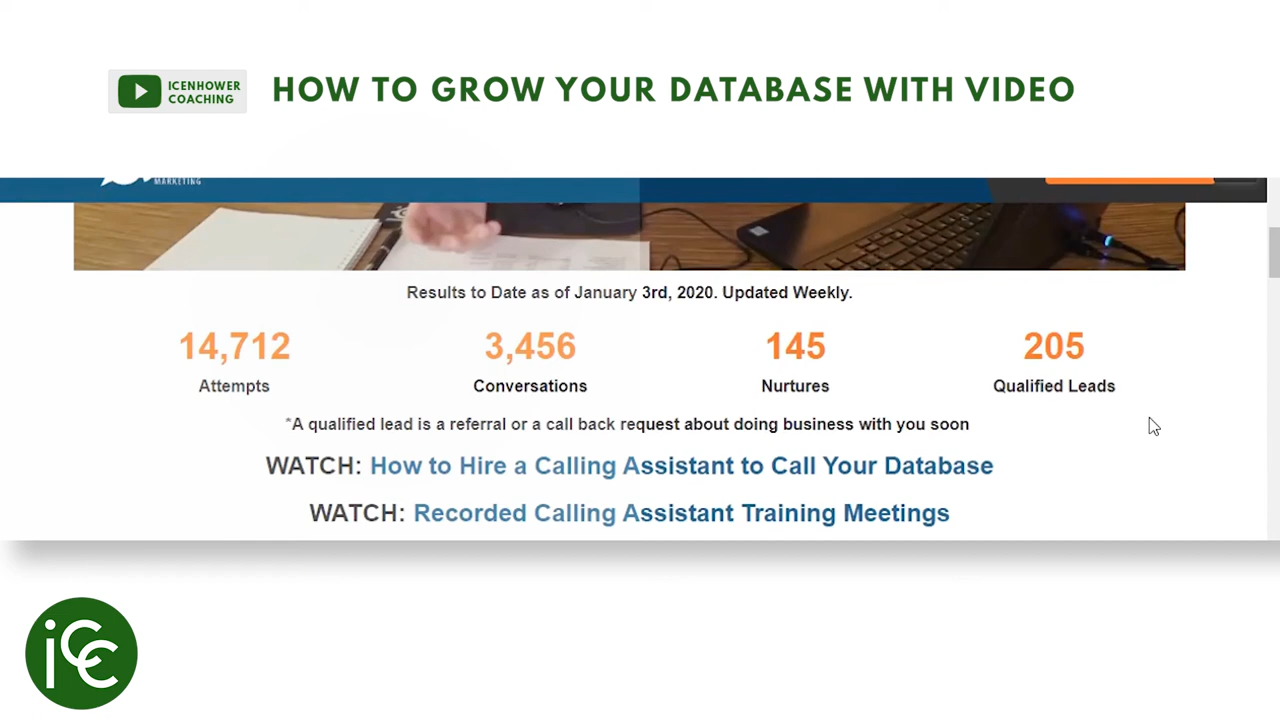 ICENHOWER
COACHING
HOW TO GROW YOUR DATABASE WITH VIDEO
MARKETING
Results to Date as of January 3rd, 2020. Updated Weekly.
14,712 3,456 145 205
Attempts Conversations Nurtures Qualified Leads
*A qualified lead is a referral or a call back request about doing business with you soon
WATCH: How to Hire a Calling Assistant to Call Your Database
WATCH: Recorded Calling Assistant Training Meetings
icc